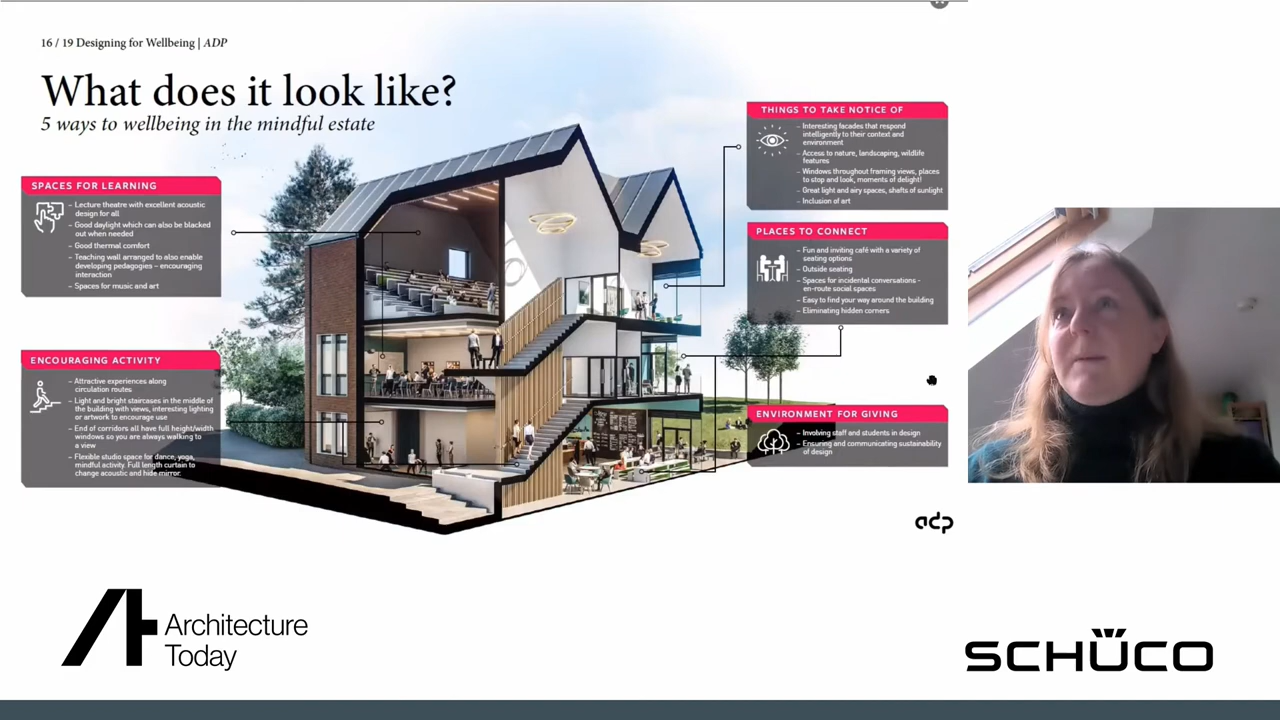 16 / 19 Designing for Wellbeing | ADP
What does it look like?
5 ways to wellbeing in the mindful estate
SPACES FOR LEARNING
– Lecture theatre with excellent acoustic
design for all
– Good daylight which can also be blacked
out when needed
– Good thermal comfort
– Teaching wall arranged to also enable
developing pedagogies – encouraging
interaction
– Spaces for music and art
ENCOURAGING ACTIVITY
– Attractive experiences along
circulation routes
– Light and bright staircases in the middle of
the building with views, interesting lighting
or artwork to encourage use
– End of corridors all have full height/width
windows so you are always walking to
a view
– Flexible studio space for dance, yoga,
mindful activity. Full length curtain to
change acoustic and hide mirror.
THINGS TO TAKE NOTICE OF
– Interesting facades that respond
intelligently to their context and
environment
– Access to nature, landscaping, wildlife
features
– Windows throughout framing views, places
to stop and look, moments of delight!
– Great light and airy spaces, shafts of sunlight
– Inclusion of art
PLACES TO CONNECT
– Fun and inviting café with a variety of
seating options
– Outside seating
– Spaces for incidental conversations -
en-route social spaces
– Easy to find your way around the building
– Eliminating hidden corners
ENVIRONMENT FOR GIVING
– Involving staff and students in design
– Ensuring and communicating sustainability
of design
adp
Architecture
Today
SCHÜCO